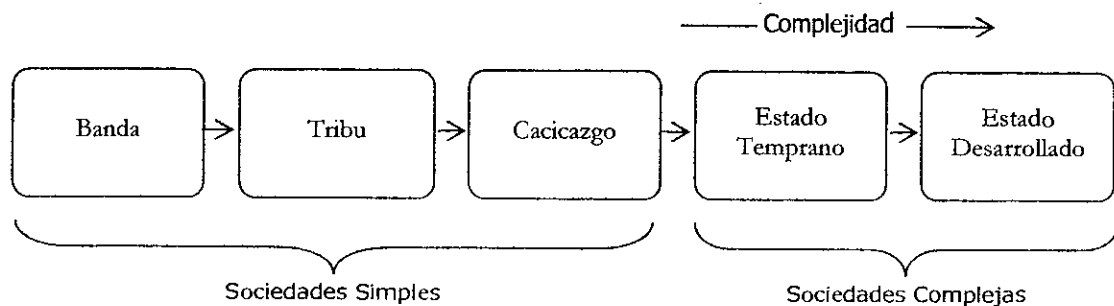 Complejidad
Banda
Tribu
Cacicazgo
Estado
Temprano
Estado
Desarrollado
Sociedades Simples
Sociedades Complejas